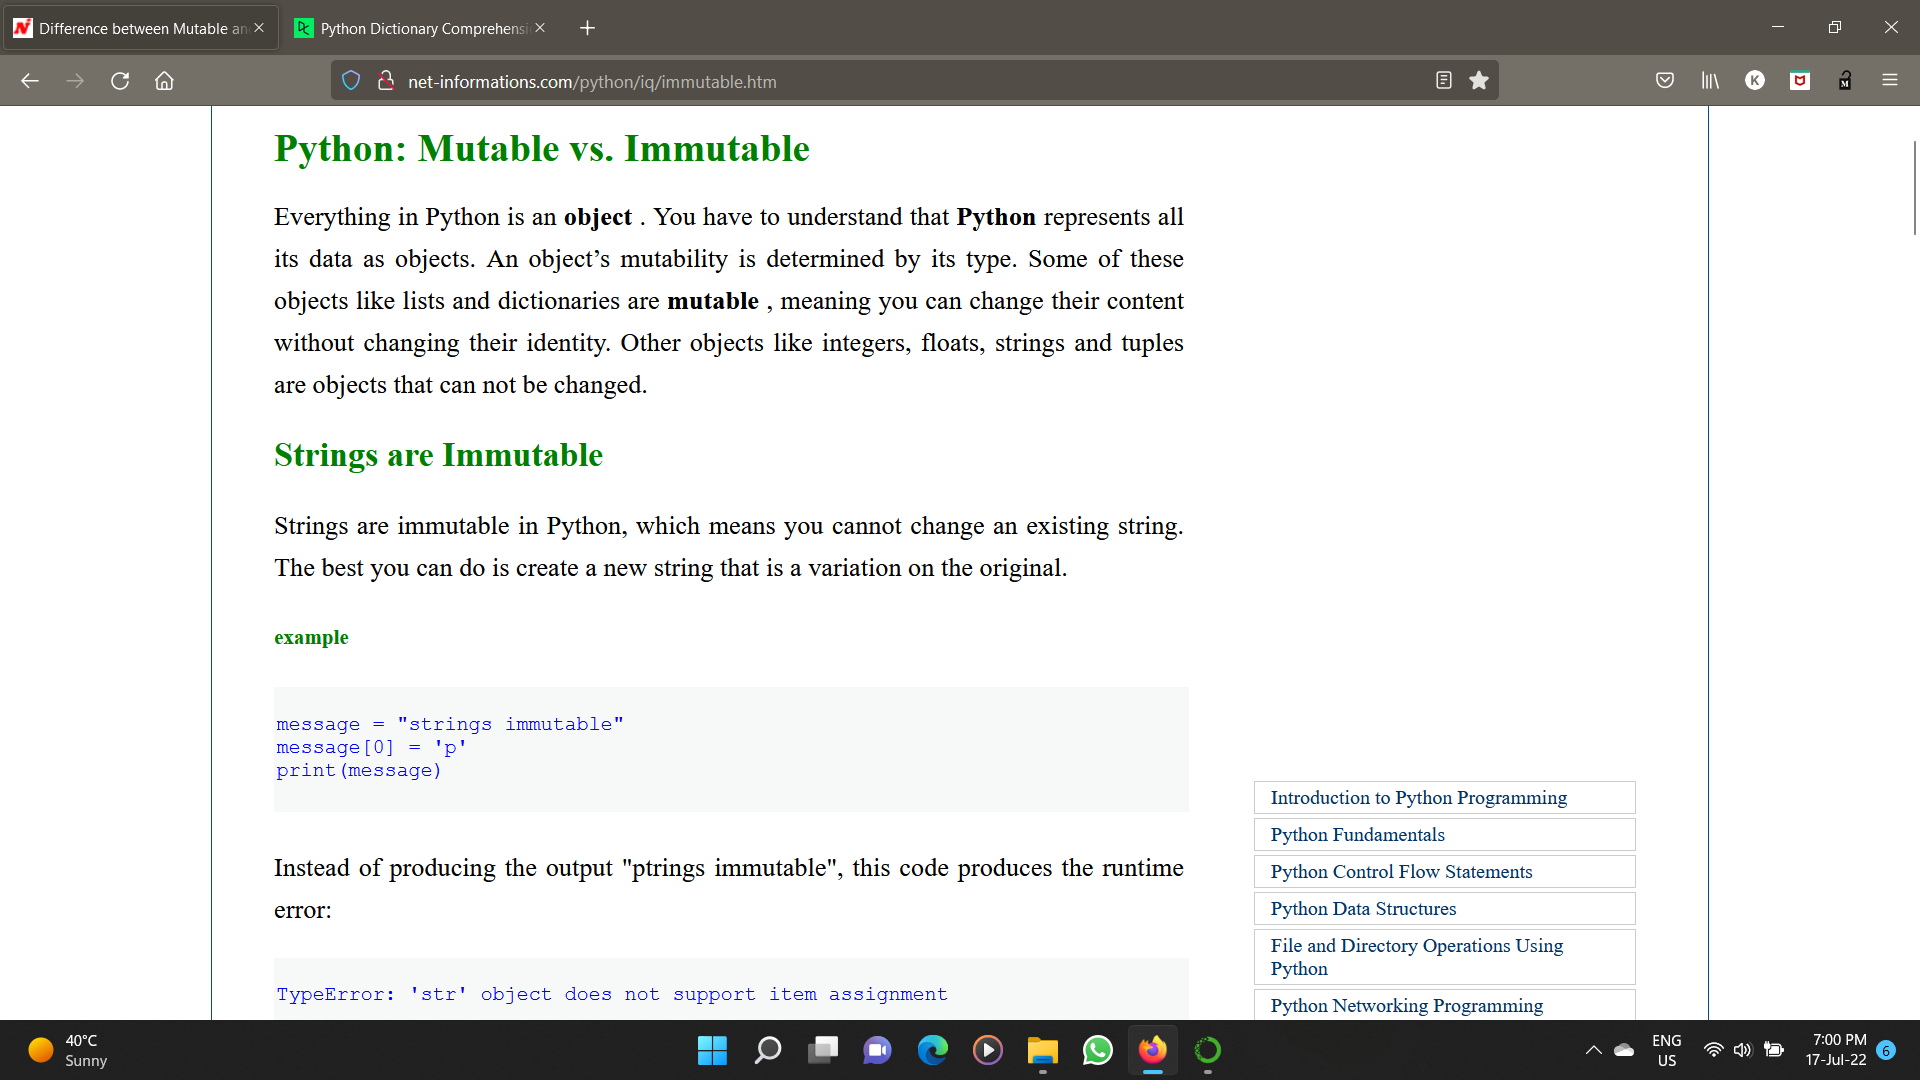 Difference between Mutable an
Python Dictionary Comprehensi
net-informations.com/python/iq/immutable.htm
K
M
Python: Mutable vs. Immutable
Everything in Python is an object . You have to understand that Python represents all
its data as objects. An object’s mutability is determined by its type. Some of these
objects like lists and dictionaries are mutable , meaning you can change their content
without changing their identity. Other objects like integers, floats, strings and tuples
are objects that can not be changed.
Strings are Immutable
Strings are immutable in Python, which means you cannot change an existing string.
The best you can do is create a new string that is a variation on the original.
example
message = "strings immutable"
message[0] = 'p'
print(message)
Instead of producing the output "ptrings immutable", this code produces the runtime
error:
TypeError: 'str' object does not support item assignment
Introduction to Python Programming
Python Fundamentals
Python Control Flow Statements
Python Data Structures
File and Directory Operations Using
Python
Python Networking Programming
40°C
Sunny
ENG
US
7:00 PM
17-Jul-22
6